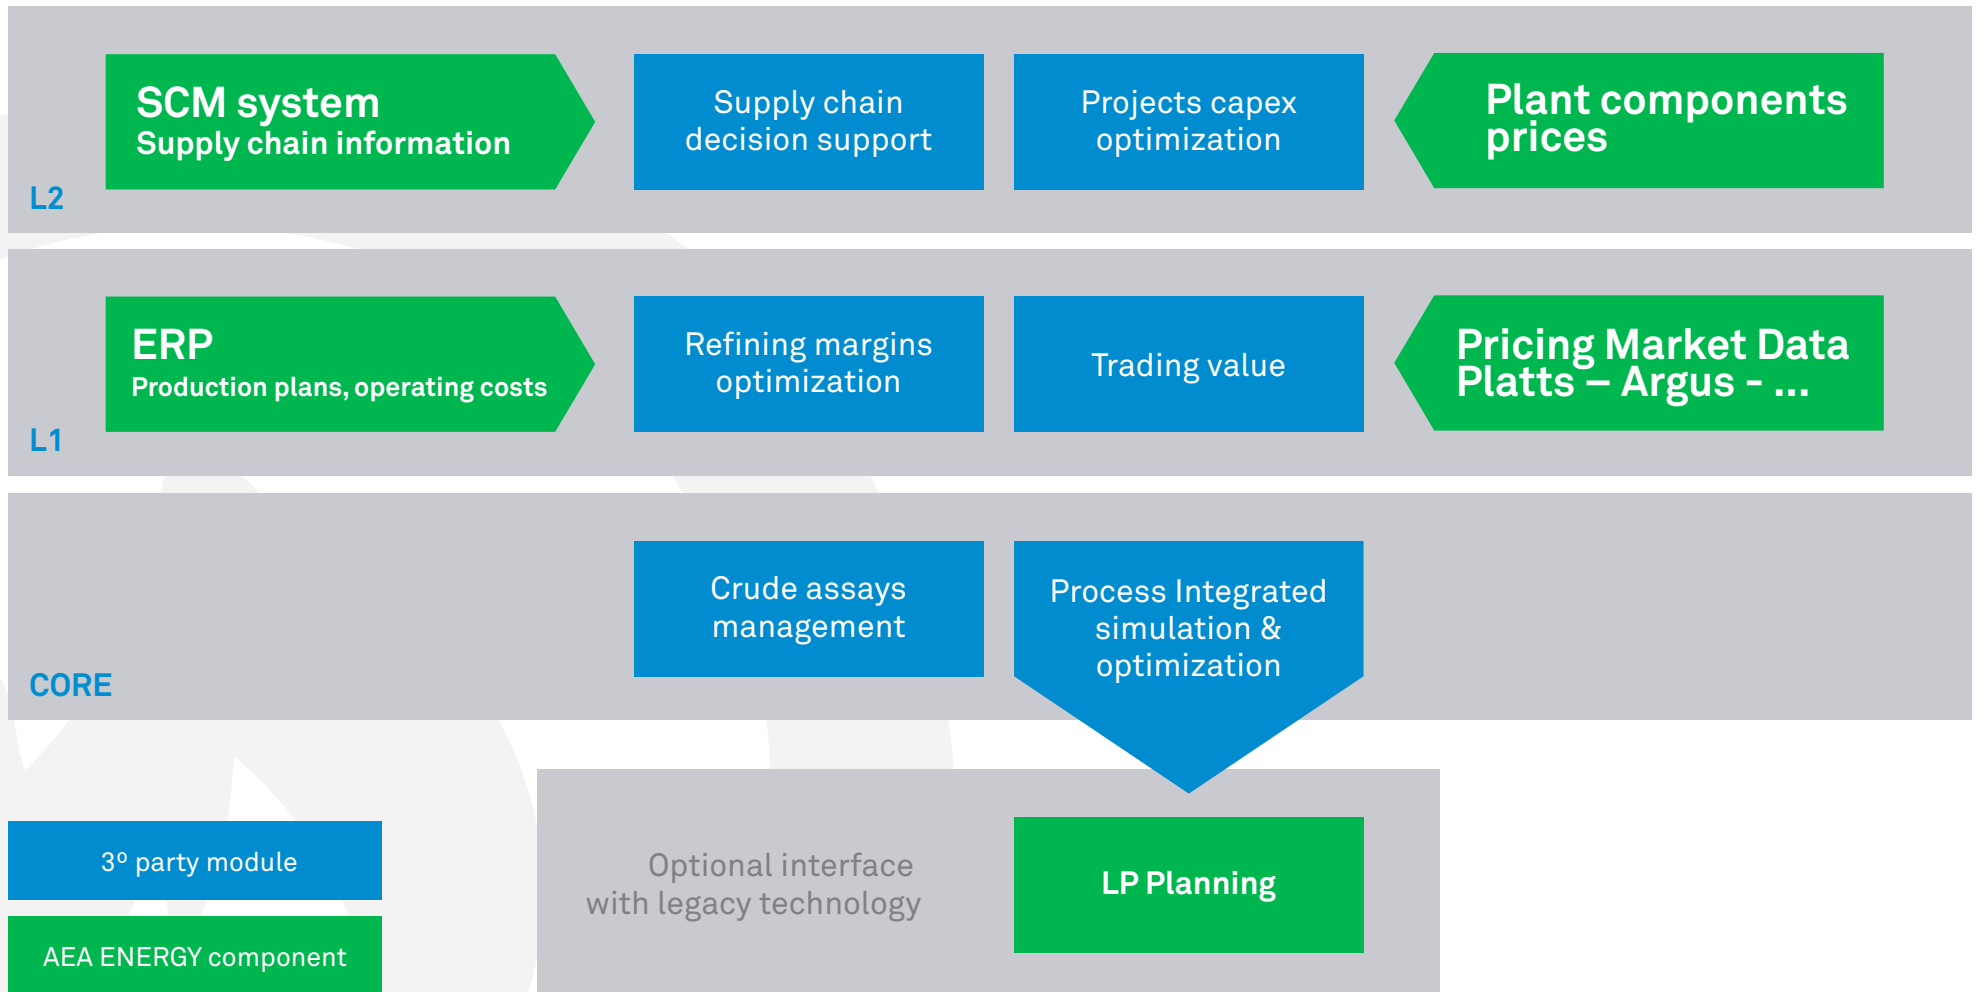 SCM system
Supply chain information
Supply chain
decision support
Projects capex
optimization
Plant components
prices
L2
ERP
Production plans, operating costs
Refining margins
optimization
Trading value
Pricing Market Data
Platts – Argus - ...
L1
Crude assays
management
Process Integrated
simulation &
optimization
CORE
3º party module
AEA ENERGY component
Optional interface
with legacy technology
LP Planning